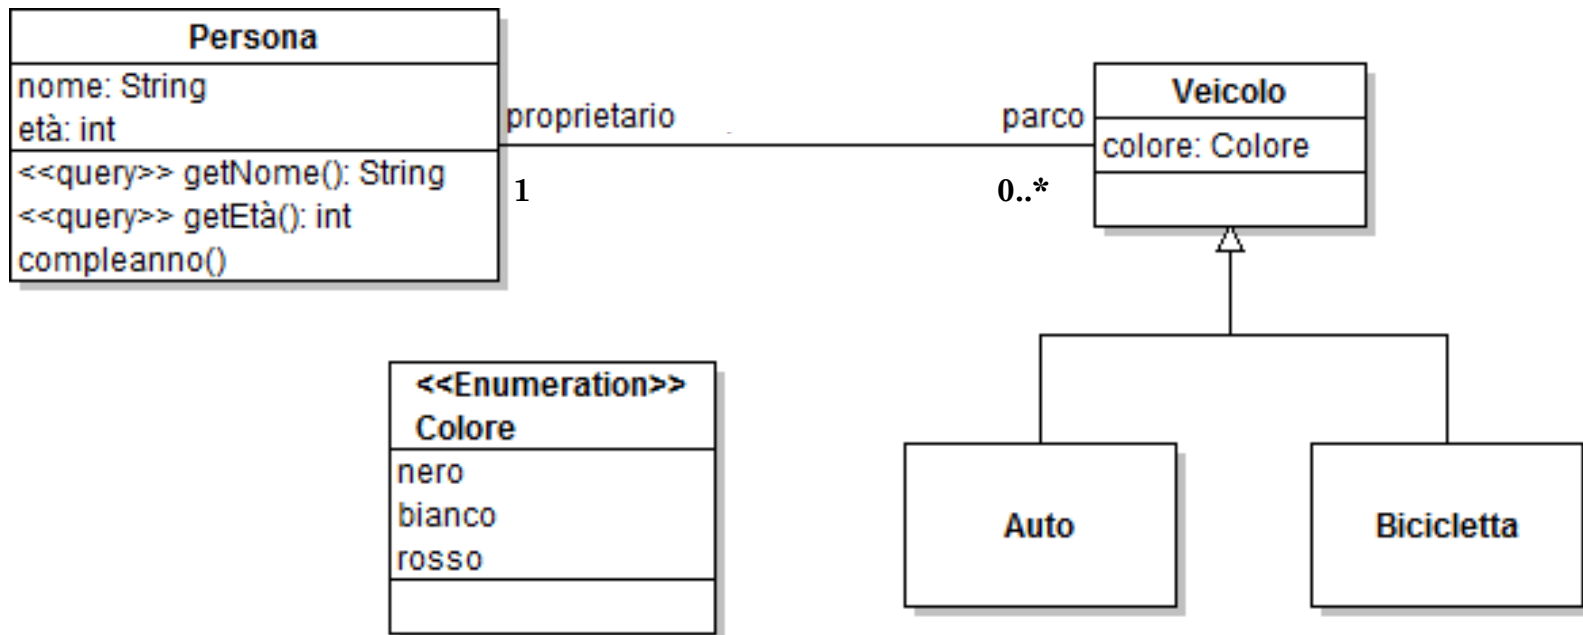 Persona
nome: String
età: int
<<query>> getNome(): String
<<query>> getEtà(): int
compleanno()
proprietario
1
parco
0..*
Veicolo
colore: Colore
<<Enumeration>>
Colore
nero
bianco
rosso
Auto
Bicicletta